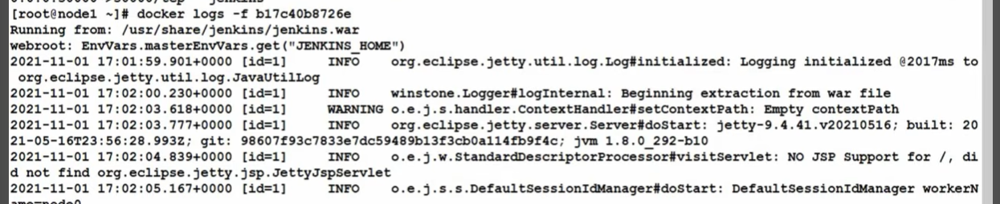 [root@node1 ~]# docker logs -f b17c40b8726e
Running from: /usr/share/jenkins/jenkins.war
webroot: EnvVars.masterEnvVars.get("JENKINS_HOME")
2021-11-01 17:01:59.901+0000 [id=1]     INFO    org.eclipse.jetty.util.log.Log#initialized: Logging initialized @2017ms to
 org.eclipse.jetty.util.log.JavaUtilLog
2021-11-01 17:02:00.230+0000 [id=1]     INFO    winstone.Logger#logInternal: Beginning extraction from war file
2021-11-01 17:02:03.618+0000 [id=1]     WARNING o.e.j.s.handler.ContextHandler#setContextPath: Empty contextPath
2021-11-01 17:02:03.777+0000 [id=1]     INFO    org.eclipse.jetty.server.Server#doStart: jetty-9.4.41.v20210516; built: 20
21-05-16T23:56:28.993Z; git: 98607f93c7833e7dc59489b13f3cb0a114fb9f4c; jvm 1.8.0_292-b10
2021-11-01 17:02:04.839+0000 [id=1]     INFO    o.e.j.w.StandardDescriptorProcessor#visitServlet: NO JSP Support for /, di
d not find org.eclipse.jetty.jsp.JettyJspServlet
2021-11-01 17:02:05.167+0000 [id=1]     INFO    o.e.j.s.s.DefaultSessionIdManager#doStart: DefaultSessionIdManager workerN